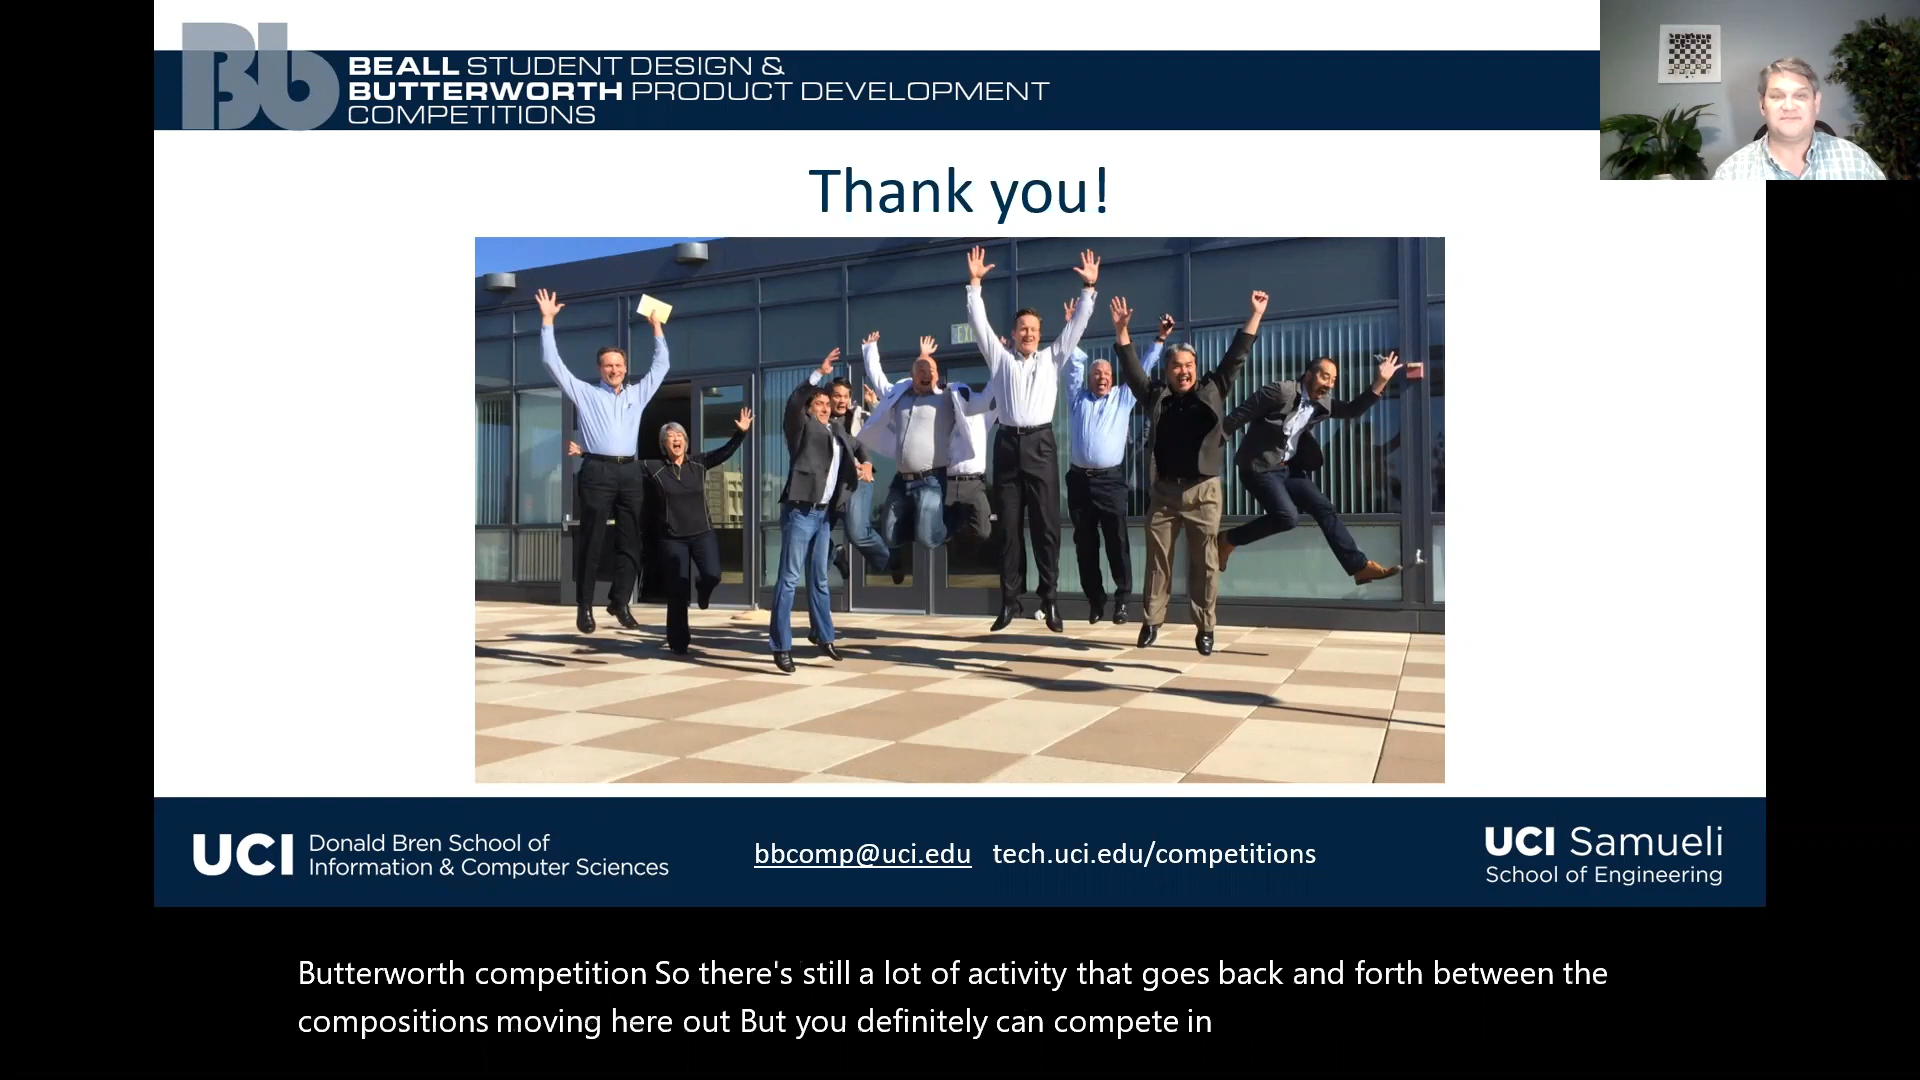 Bb
BEALL STUDENT DESIGN &
BUTTERWORTH PRODUCT DEVELOPMENT
COMPETITIONS
Thank you!
UCI Donald Bren School of
Information & Computer Sciences
bbcomp@uci.edu tech.uci.edu/competitions
UCI Samueli
School of Engineering
Butterworth competition So there's still a lot of activity that goes back and forth between the
compositions moving here out But you definitely can compete in